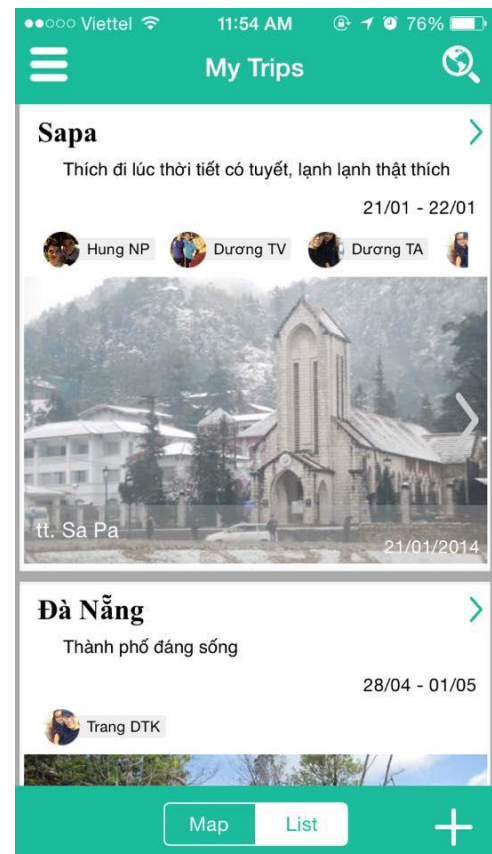 Viettel 11:54 AM 76%
My Trips
Sapa
Thích đi lúc thời tiết có tuyết, lạnh lạnh thật thích
21/01 - 22/01
Hung NP Dương TV Dương TA
tt. Sa Pa
21/01/2014
Đà Nẵng
Thành phố đáng sống
28/04 - 01/05
Trang DTK
Map List